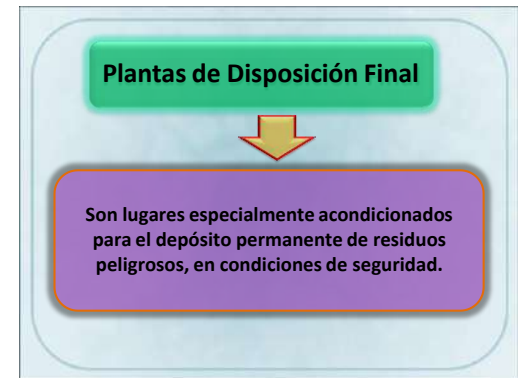 Plantas de Disposición Final
Son lugares especialmente acondicionados
para el depósito permanente de residuos
peligrosos, en condiciones de seguridad.